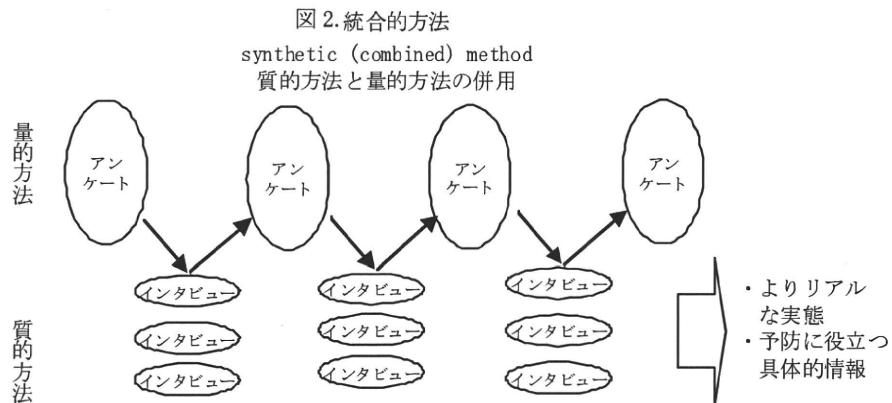 図2.統合的方法
synthetic (combined) method
質的方法と量的方法の併用
量的方法
アン
ケート
アン
ケート
アン
ケート
アン
ケート
質的方法
インタビュー
インタビュー
インタビュー
インタビュー
インタビュー
インタビュー
インタビュー
インタビュー
インタビュー
・よりリアル
な実態
・予防に役立つ
具体的情報